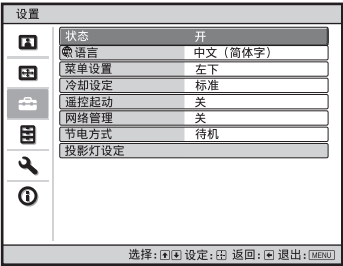 设置
状态 开
语言 中文（简体字）
菜单设置 左下
冷却设定 标准
遥控起动 关
网络管理 关
节电方式 待机
投影灯设定
选择: 设定: 返回: 退出: MENU